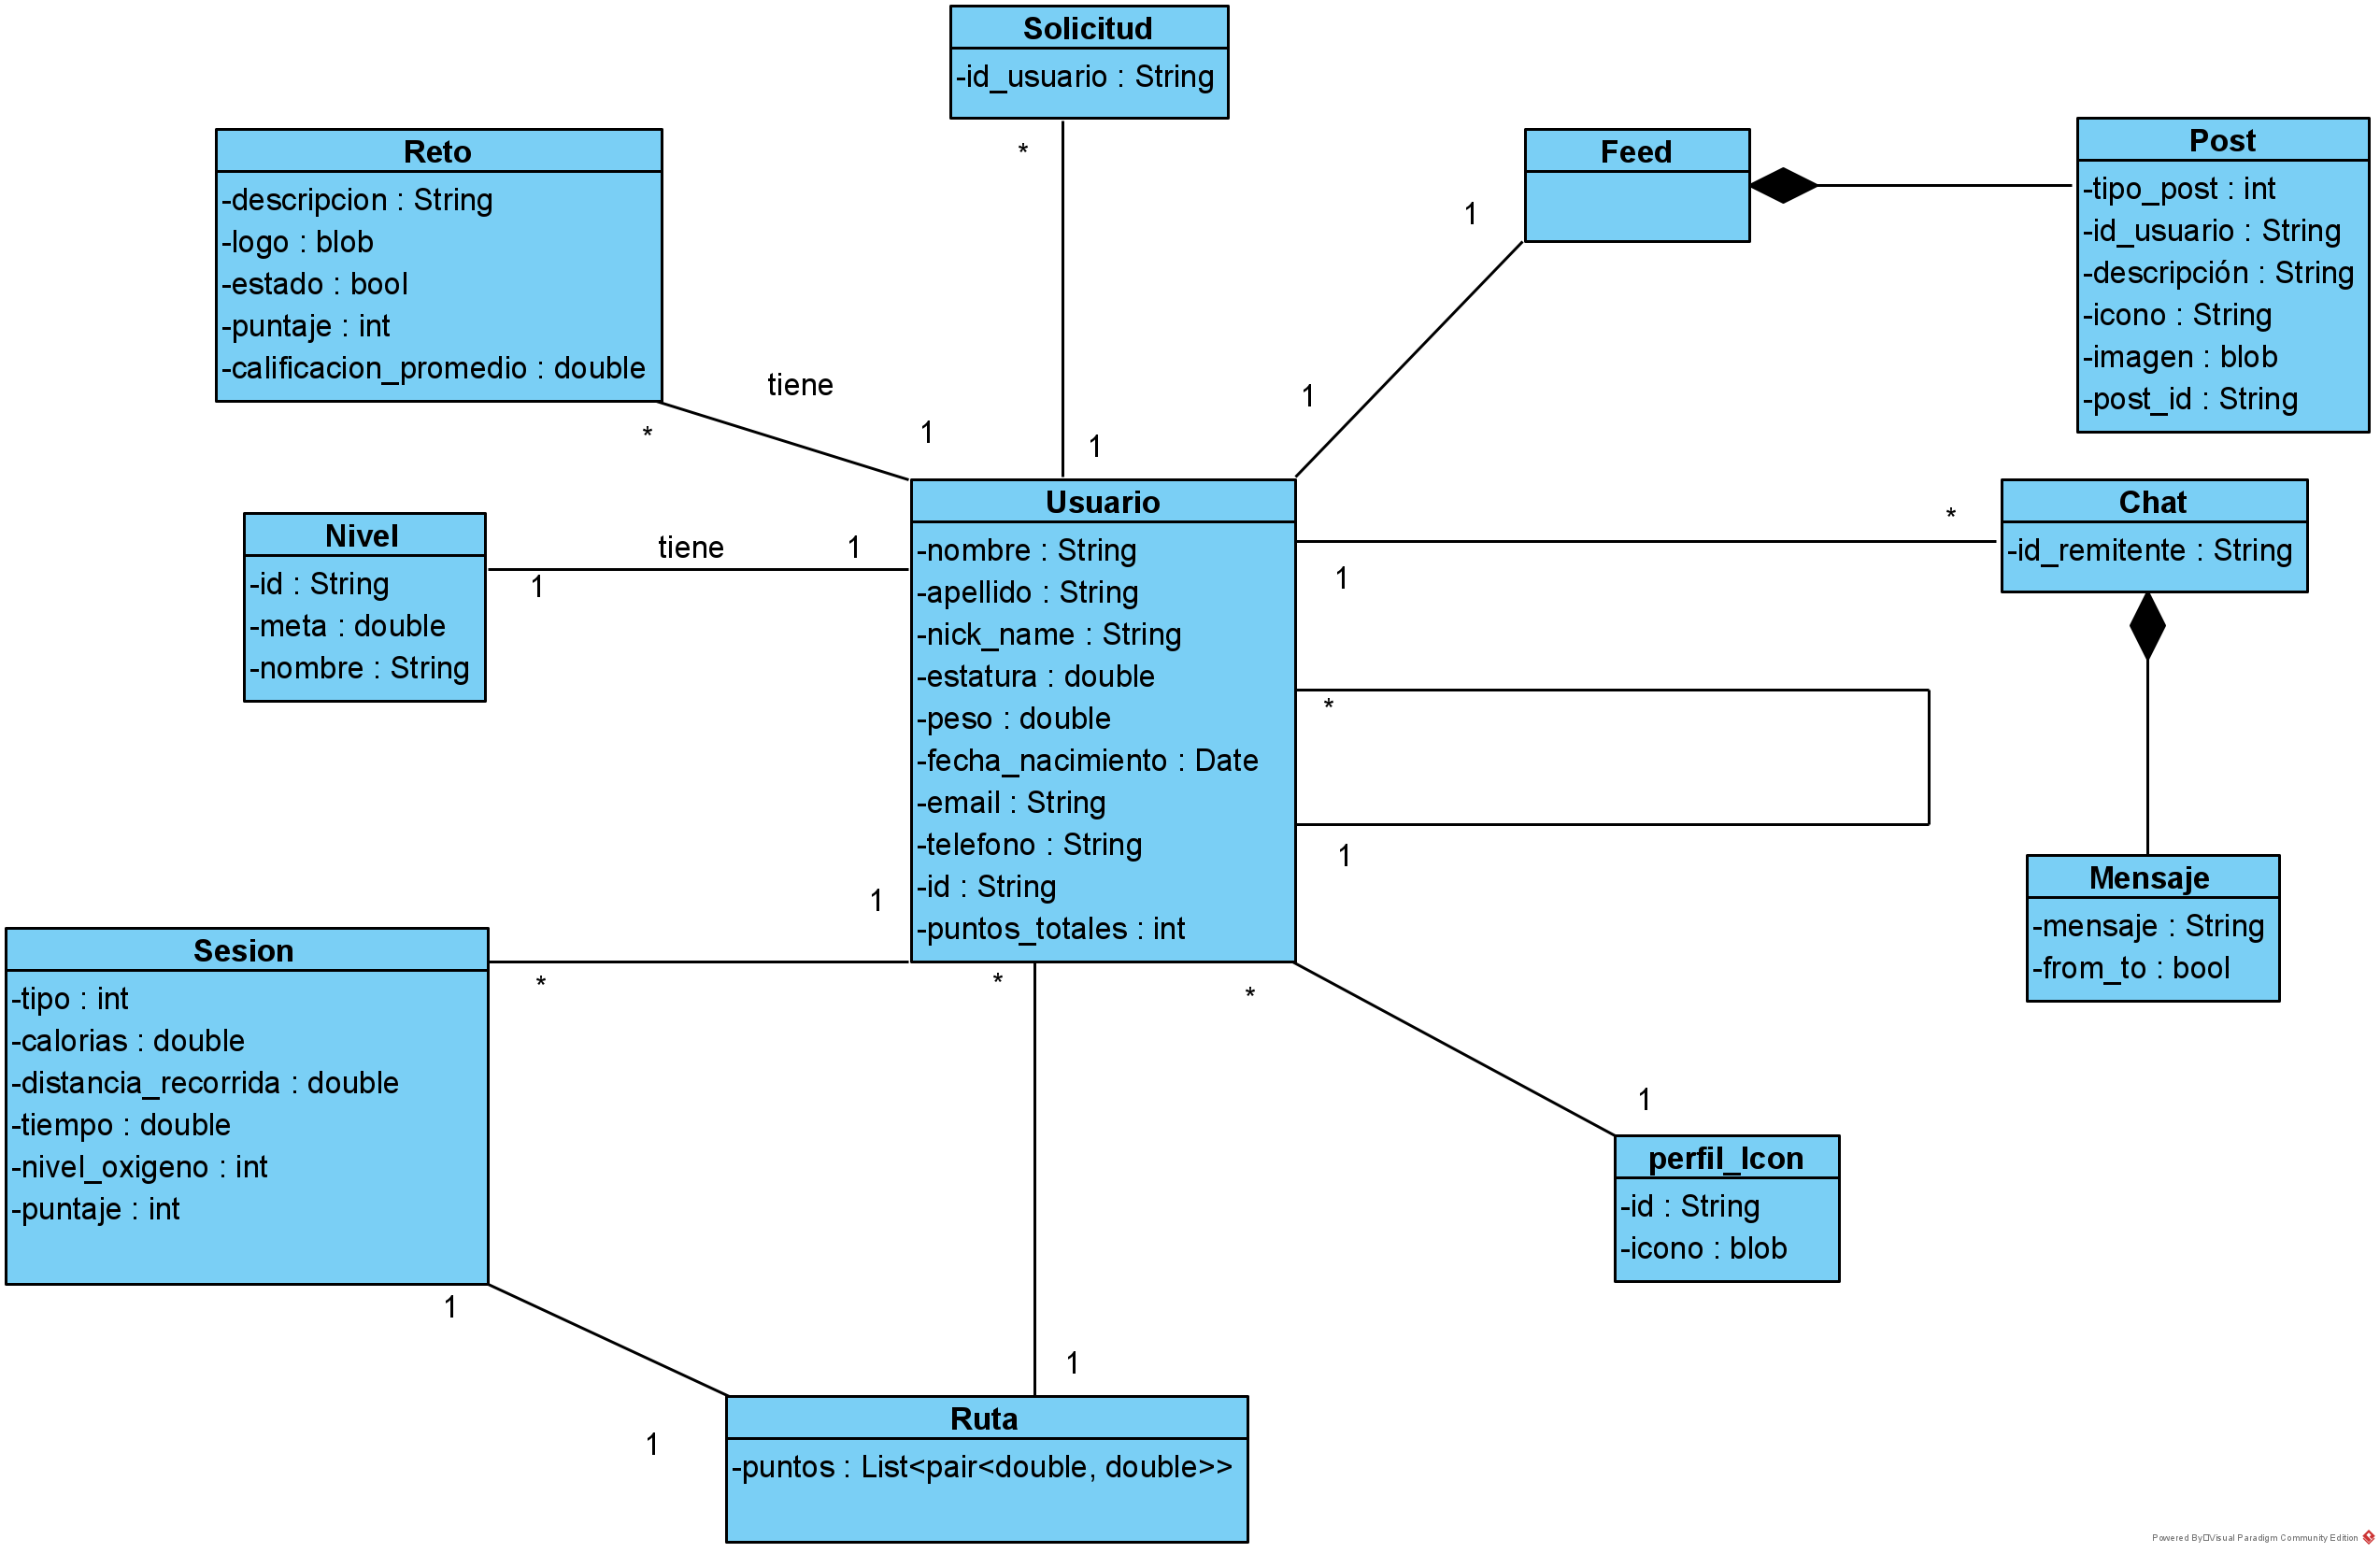 Solicitud
-id_usuario : String
*
1
Reto
-descripcion : String
-logo : blob
-estado : bool
-puntaje : int
-calificacion_promedio : double
tiene
*
1
Feed
1
1
Post
-tipo_post : int
-id_usuario : String
-descripción : String
-icono : String
-imagen : blob
-post_id : String
Nivel
-id : String
-meta : double
-nombre : String
tiene
1
1
Usuario
-nombre : String
-apellido : String
-nick_name : String
-estatura : double
-peso : double
-fecha_nacimiento : Date
-email : String
-telefono : String
-id : String
-puntos_totales : int
Chat
-id_remitente : String
*
1
*
1
Mensaje
-mensaje : String
-from_to : bool
Sesion
-tipo : int
-calorias : double
-distancia_recorrida : double
-tiempo : double
-nivel_oxigeno : int
-puntaje : int
1
*
*
*
1
perfil_Icon
-id : String
-icono : blob
1
1
1
Ruta
-puntos : List<pair<double, double>>
Powered By Visual Paradigm Community Edition